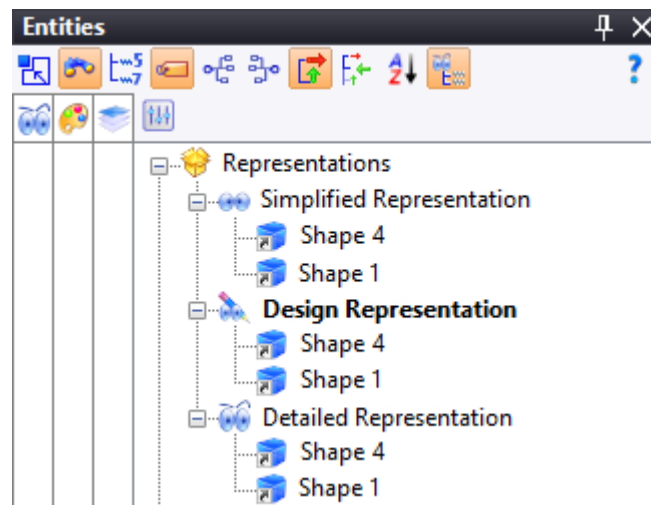 Entities
?
Representations
Simplified Representation
Shape 4
Shape 1
Design Representation
Shape 4
Shape 1
Detailed Representation
Shape 4
Shape 1